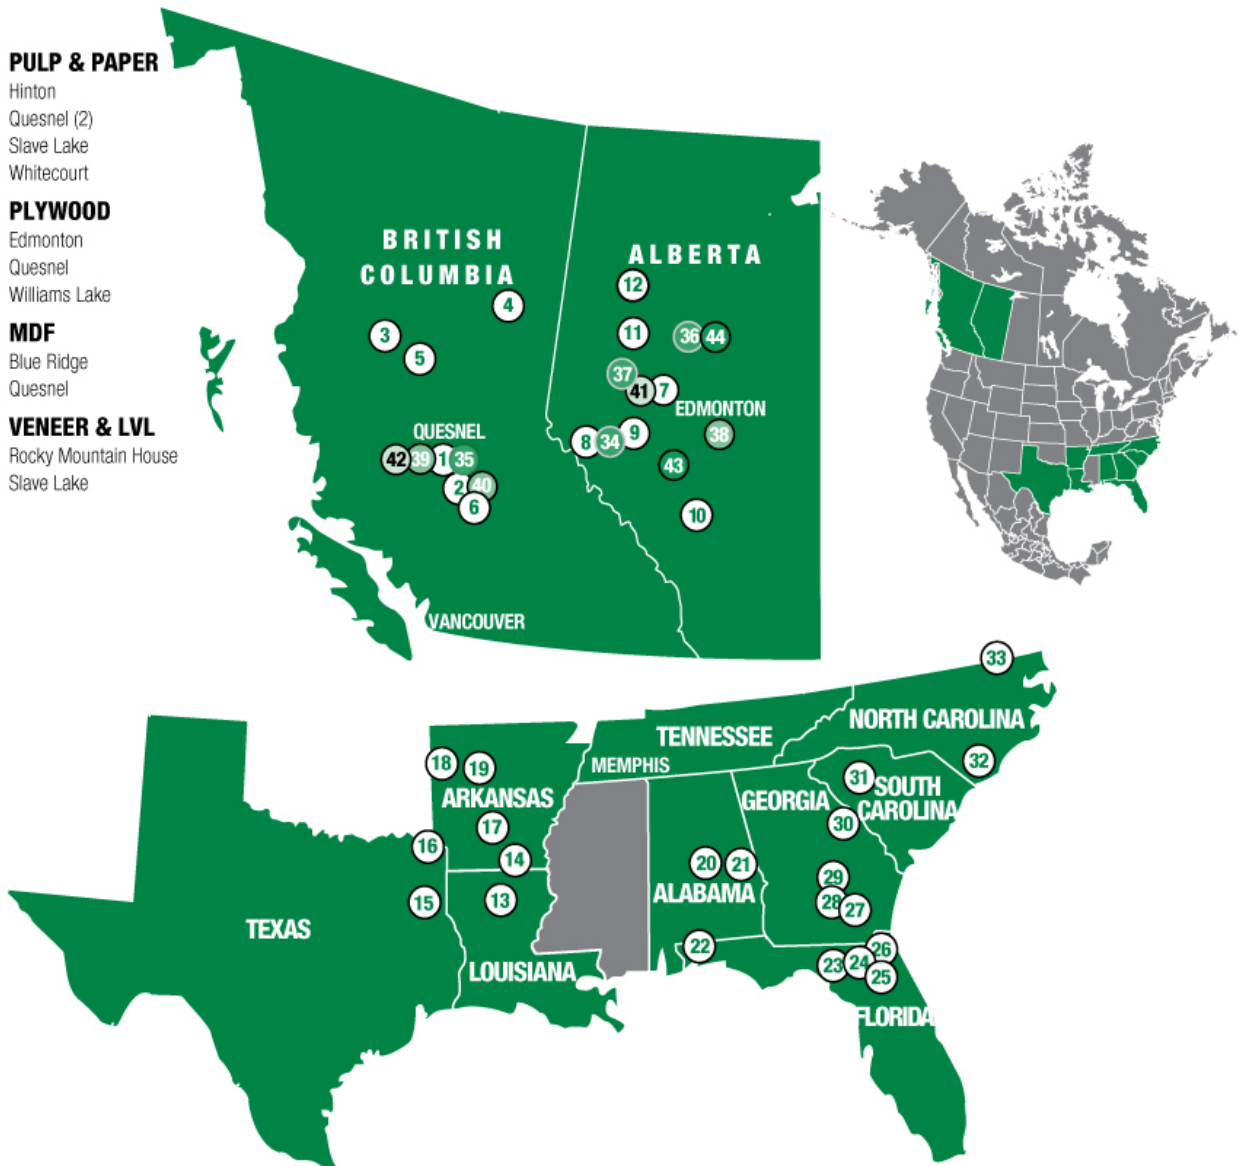 PULP & PAPER
Hinton
Quesnel (2)
Slave Lake
Whitecourt
PLYWOOD
Edmonton
Quesnel
Williams Lake
MDF
Blue Ridge
Quesnel
VENEER & LVL
Rocky Mountain House
Slave Lake
BRITISH
COLUMBIA
4
3
5
QUESNEL
42 39 1 35
2 40
6
VANCOUVER
ALBERTA
12
11 36 44
37
41 7
EDMONTON
8 34 9 38
43
10
33
NORTH CAROLINA
TENNESSEE
MEMPHIS
32
18 19
ARKANSAS
17
16
14
15
13
TEXAS
LOUISIANA
31
SOUTH
CAROLINA
GEORGIA
30
20 21
ALABAMA
29
28 27
22
26
23 24
25
FLORIDA